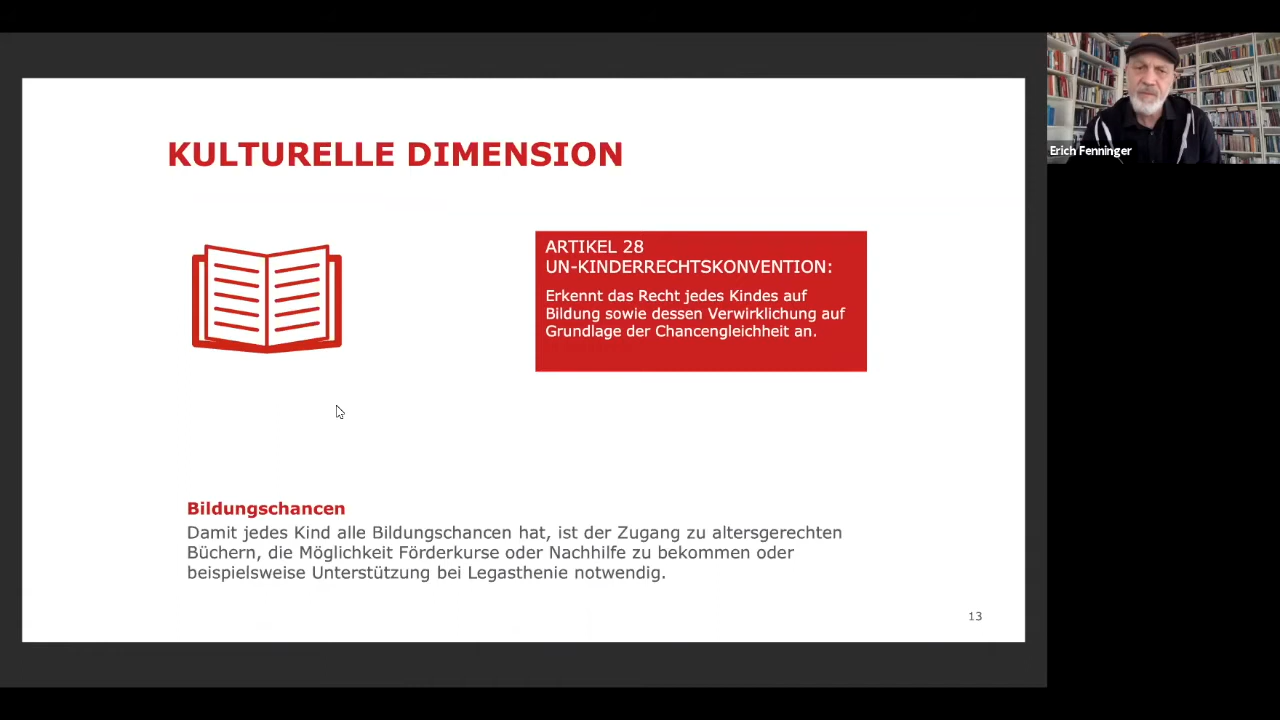 KULTURELLE DIMENSION
ARTIKEL 28
UN-KINDERRECHTSKONVENTION:
Erkennt das Recht jedes Kindes auf
Bildung sowie dessen Verwirklichung auf
Grundlage der Chancengleichheit an.
Bildungschancen
Damit jedes Kind alle Bildungschancen hat, ist der Zugang zu altersgerechten
Büchern, die Möglichkeit Förderkurse oder Nachhilfe zu bekommen oder
beispielsweise Unterstützung bei Legasthenie notwendig.
13
Erich Fenninger